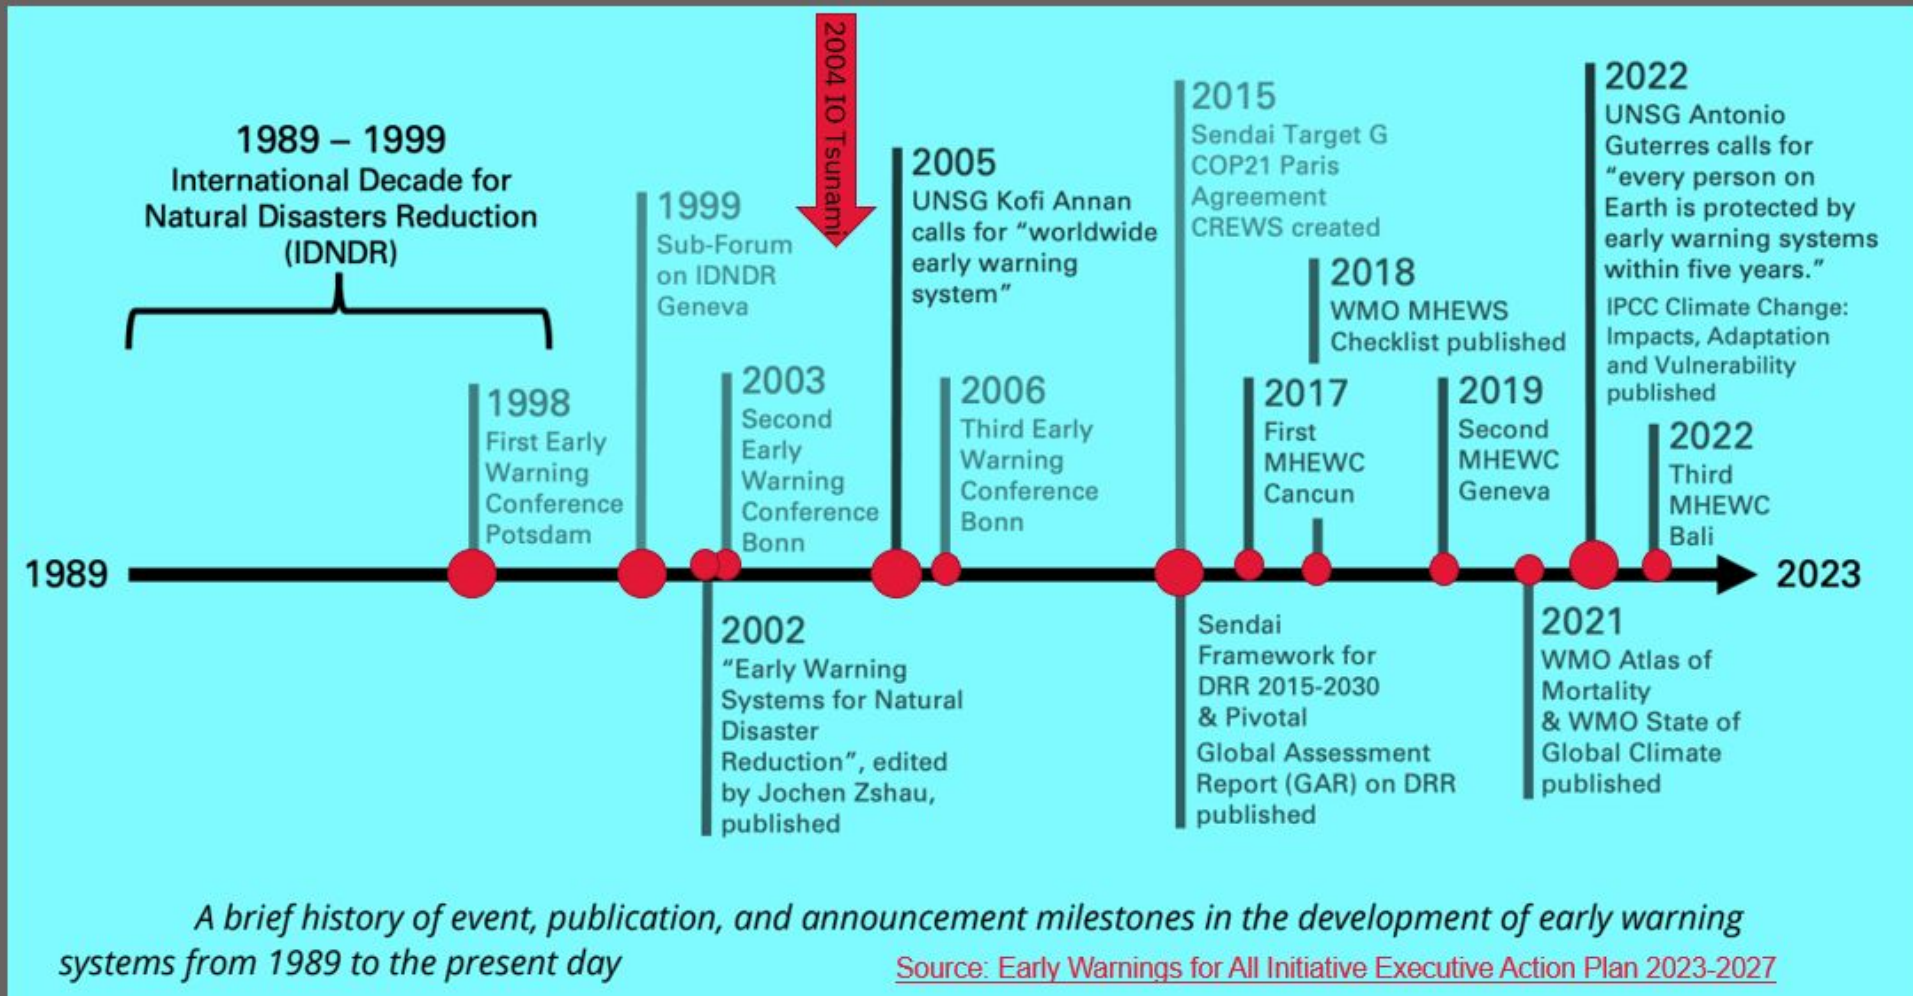 2004 IO Tsunami
1989 – 1999
International Decade for
Natural Disasters Reduction
(IDNDR)
1998
First Early
Warning
Conference
Potsdam
1999
Sub-Forum
on IDNDR
Geneva
2002
“Early Warning
Systems for Natural
Disaster
Reduction”, edited
by Jochen Zshau,
published
2003
Second
Early
Warning
Conference
Bonn
2005
UNSG Kofi Annan
calls for “worldwide
early warning
system”
2006
Third Early
Warning
Conference
Bonn
2015
Sendai Target G
COP21 Paris
Agreement
CREWS created
Sendai
Framework for
DRR 2015-2030
& Pivotal
Global Assessment
Report (GAR) on DRR
published
2017
First
MHEWC
Cancun
2018
WMO MHEWS
Checklist published
2019
Second
MHEWC
Geneva
2021
WMO Atlas of
Mortality
& WMO State of
Global Climate
published
2022
UNSG Antonio
Guterres calls for
“every person on
Earth is protected by
early warning systems
within five years.”
IPCC Climate Change:
Impacts, Adaptation
and Vulnerability
published
2022
Third
MHEWC
Bali
1989
2023
A brief history of event, publication, and announcement milestones in the development of early warning
systems from 1989 to the present day
Source: Early Warnings for All Initiative Executive Action Plan 2023-2027